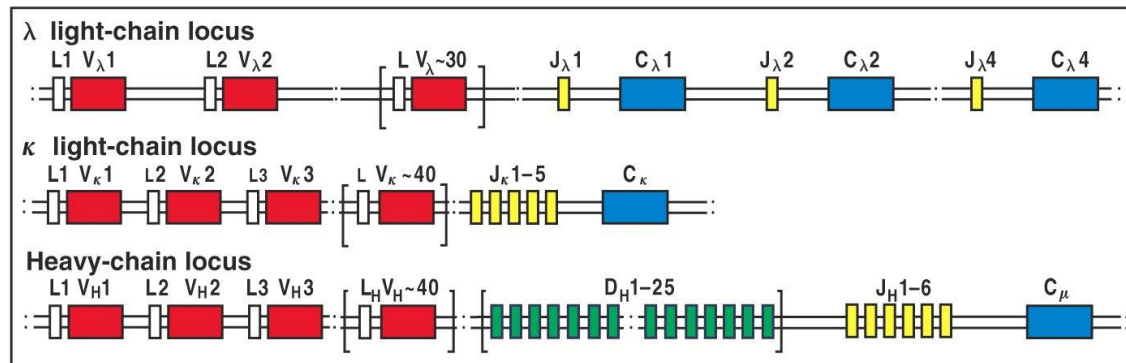 λ light-chain locus
L1 Vλ1 L2 Vλ2 L Vλ~30 Jλ1 Cλ1 Jλ2 Cλ2 Jλ4 Cλ4
κ light-chain locus
L1 Vκ1 L2 Vκ2 L3 Vκ3 L Vκ~40 Jκ1–5 Cκ
Heavy-chain locus
L1 VH1 L2 VH2 L3 VH3 LHVH~40 DH1–25 JH1–6 Cμ